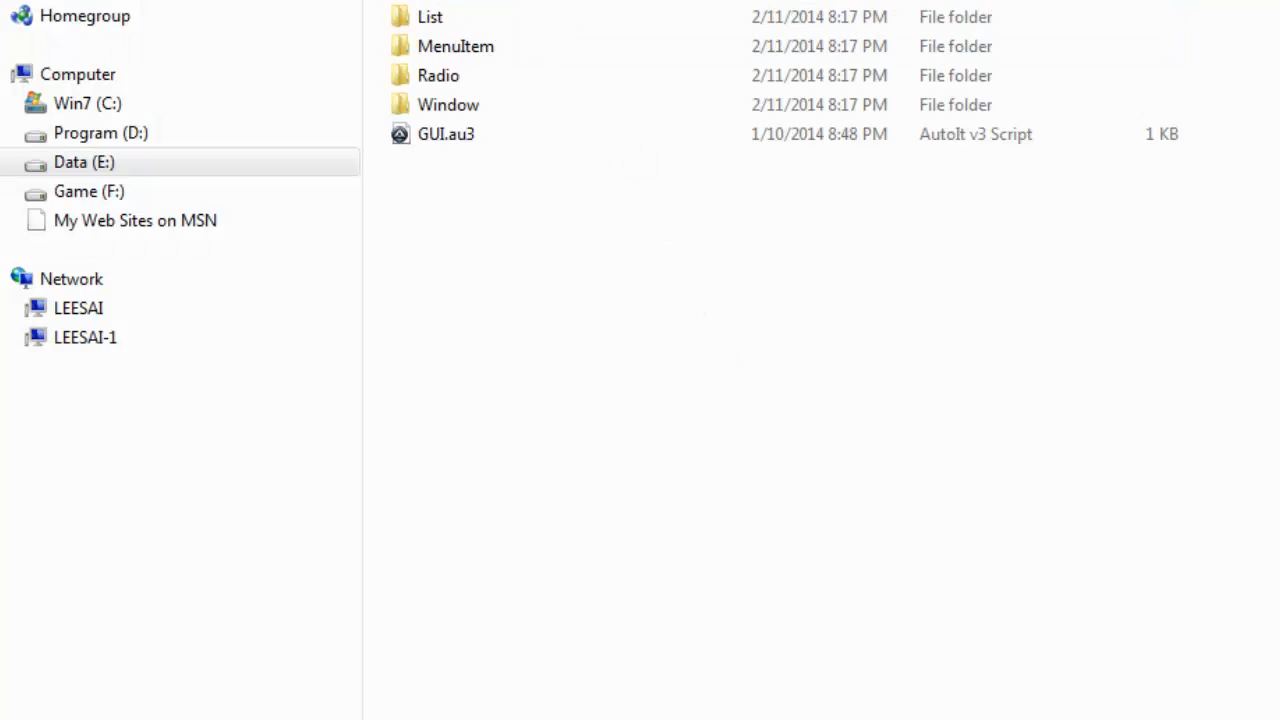 Homegroup
Computer
Win7 (C:)
Program (D:)
Data (E:)
Game (F:)
My Web Sites on MSN
Network
LEESAI
LEESAI-1
List 2/11/2014 8:17 PM File folder
MenuItem 2/11/2014 8:17 PM File folder
Radio 2/11/2014 8:17 PM File folder
Window 2/11/2014 8:17 PM File folder
GUI.au3 1/10/2014 8:48 PM AutoIt v3 Script 1 KB